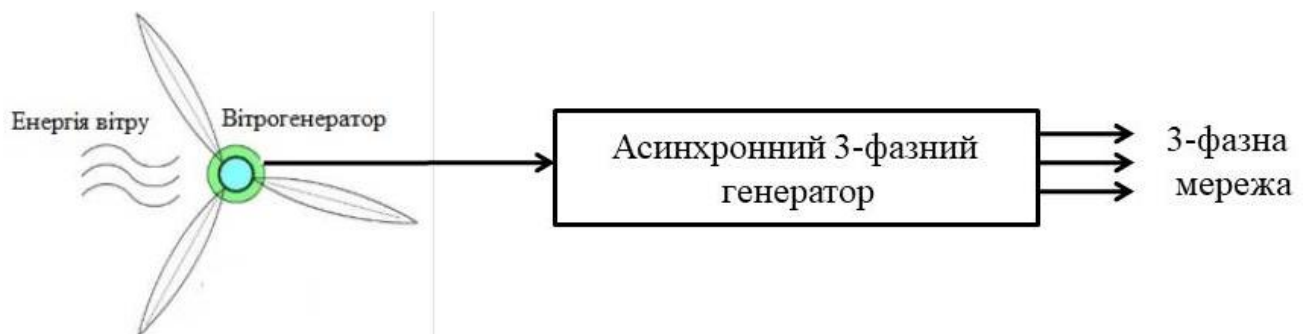 Енергія вітру
Вітрогенератор
Асинхронний 3-фазний
генератор
3-фазна
мережа